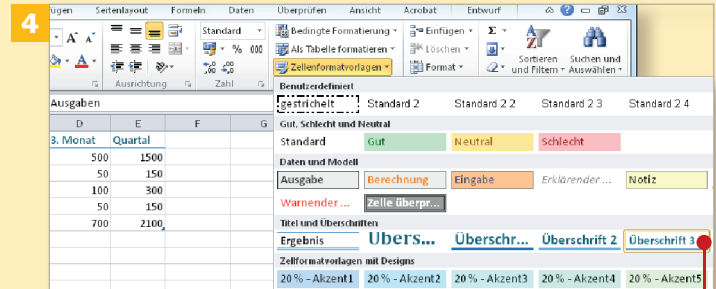 4
ügen Seitenlayout Formeln Daten Überprüfen Ansicht Acrobat Entwurf
Standard
Bedingte Formatierung
Einfügen
Als Tabelle formatieren
Löschen
Zellenformatvorlagen
Format
Sortieren und Filtern
Suchen und Auswählen
% 000
Ausrichtung
Zahl
Ausgaben
D E F G
3. Monat Quartal
500 1500
50 150
100 300
50 150
700 2100
Benutzerdefiniert
gestrichelt Standard 2 Standard 2 2 Standard 2 3 Standard 2 4
Gut, Schlecht und Neutral
Standard Gut Neutral Schlecht
Daten und Modell
Ausgabe Berechnung Eingabe Erklärender ... Notiz
Warnender ... Zelle überpr...
Titel und Überschriften
Ergebnis Übers... Überschr... Überschrift 2 Überschrift 3
Zellformatvorlagen mit Designs
20 % - Akzent1 20 % - Akzent2 20 % - Akzent3 20 % - Akzent4 20 % - Akzent5